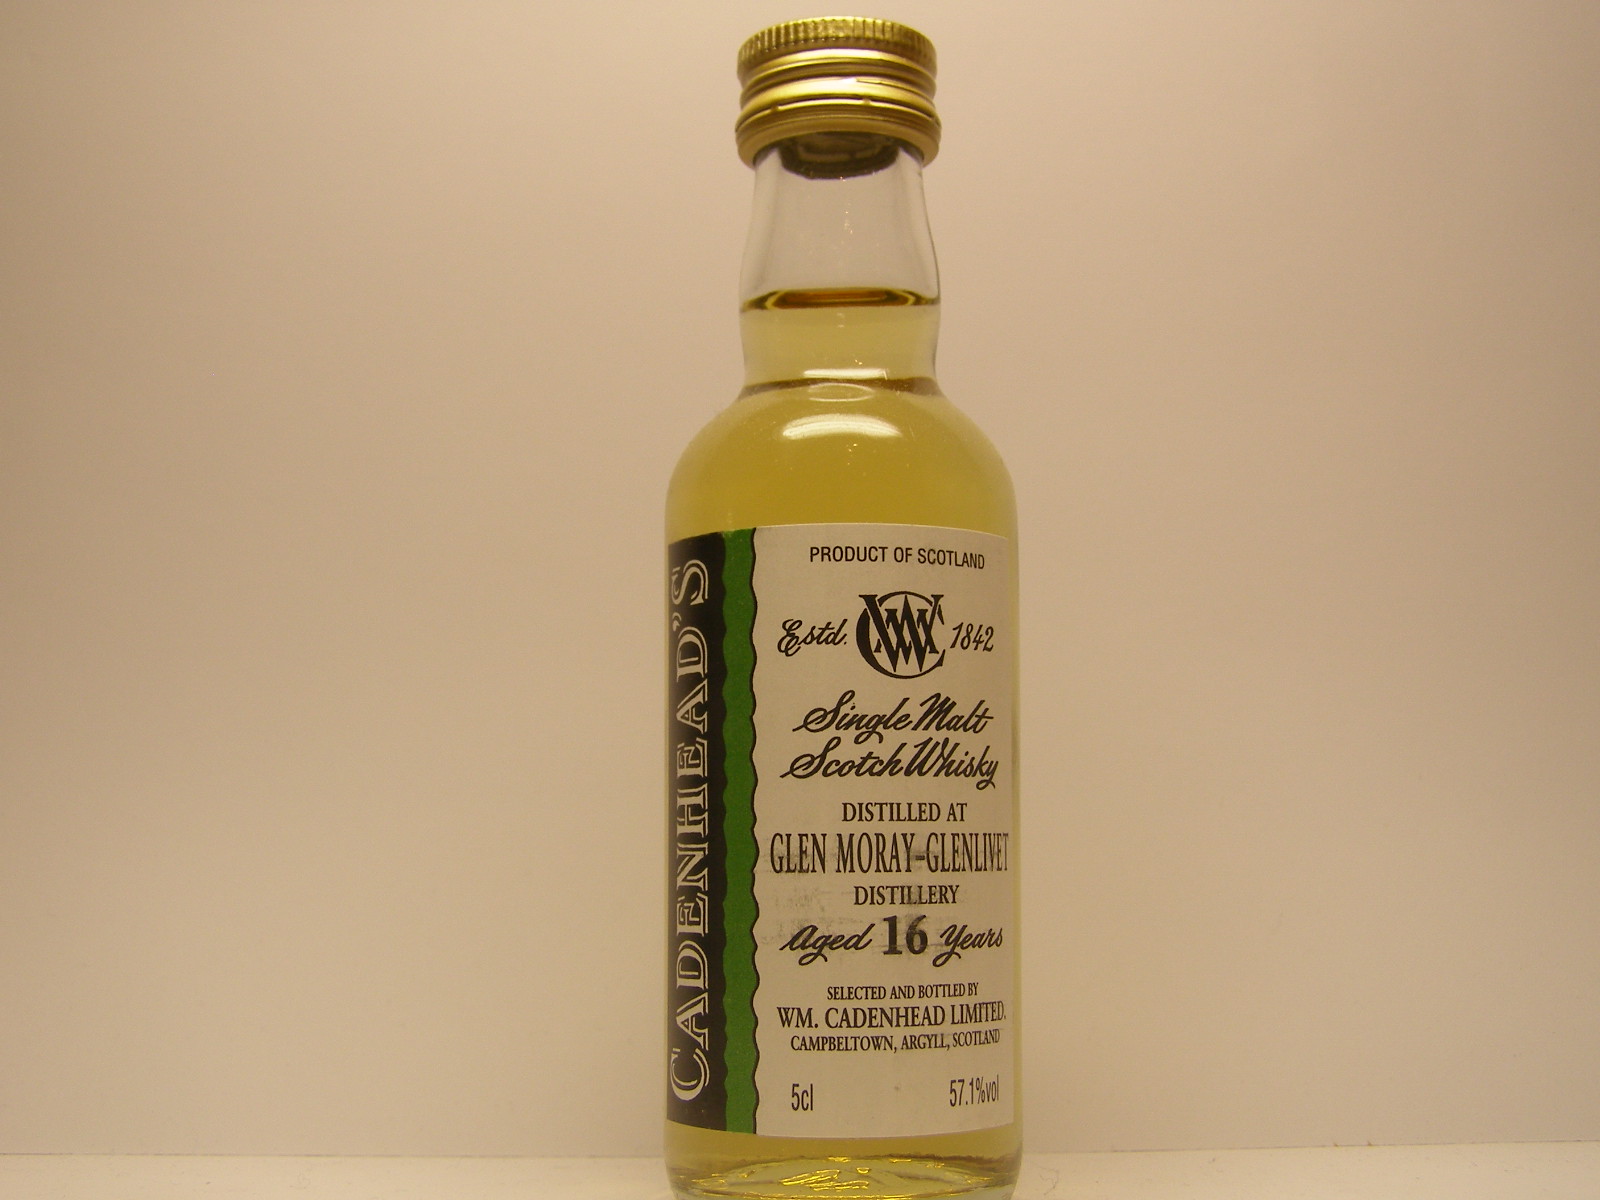 CADENHEAD'S
PRODUCT OF SCOTLAND
Estd. WC 1842
Single Malt
Scotch Whisky
DISTILLED AT
GLEN MORAY-GLENLIVET
DISTILLERY
Aged 16 Years
SELECTED AND BOTTLED BY
WM. CADENHEAD LIMITED.
CAMPBELTOWN, ARGYLL, SCOTLAND
5cl 57.1%vol